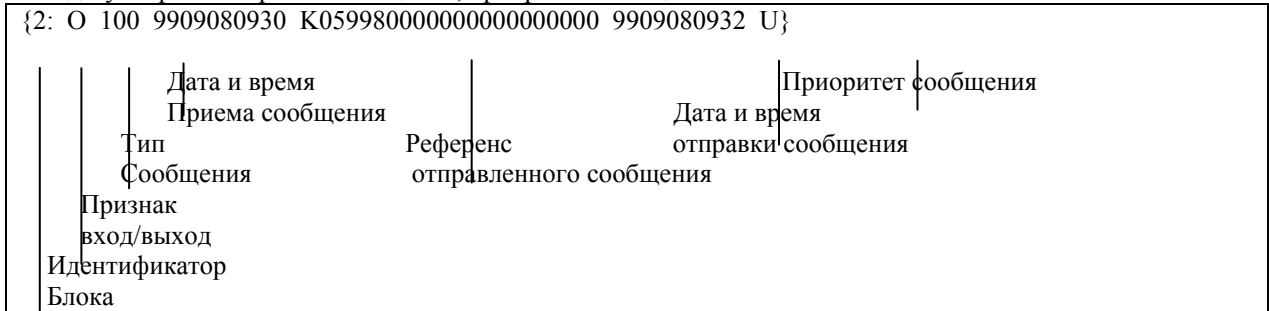 {2: O 100 9909080930 K059980000000000000000 9909080932 U}
Дата и время Приоритет сообщения
Приема сообщения Дата и время
Тип Референс отправки сообщения
Сообщения отправленного сообщения
Признак
вход/выход
Идентификатор
Блока